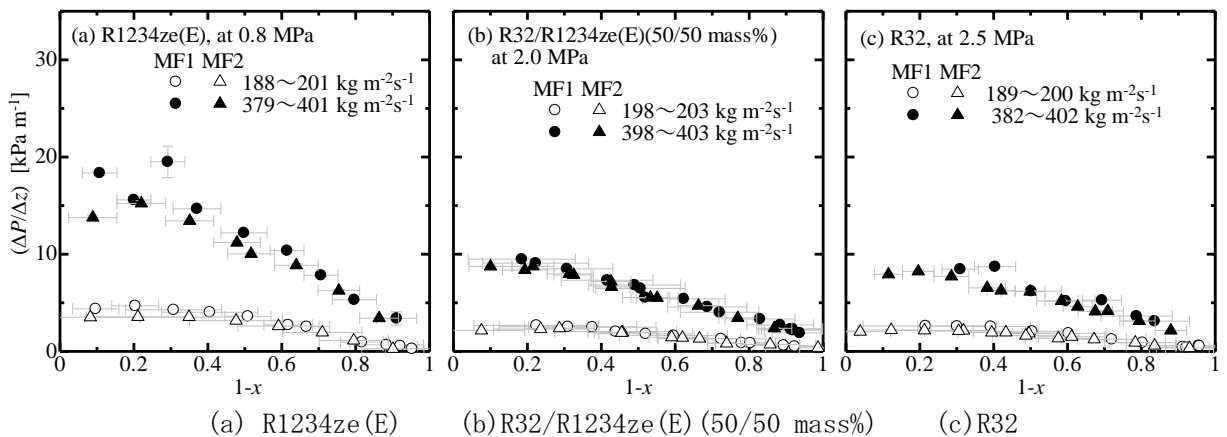 (a) R1234ze(E), at 0.8 MPa
MF1 MF2
188～201 kg m-2s-1
379～401 kg m-2s-1
(b) R32/R1234ze(E)(50/50 mass%)
at 2.0 MPa
MF1 MF2
198～203 kg m-2s-1
398～403 kg m-2s-1
(c) R32, at 2.5 MPa
MF1 MF2
189～200 kg m-2s-1
382～402 kg m-2s-1
(ΔP/Δz) [kPa m-1]
30
20
10
0
0 0.2 0.4 0.6 0.8 1
0.2 0.4 0.6 0.8 1
0.2 0.4 0.6 0.8 1
1-x 1-x 1-x
(a) R1234ze(E) (b)R32/R1234ze(E)(50/50 mass%) (c)R32